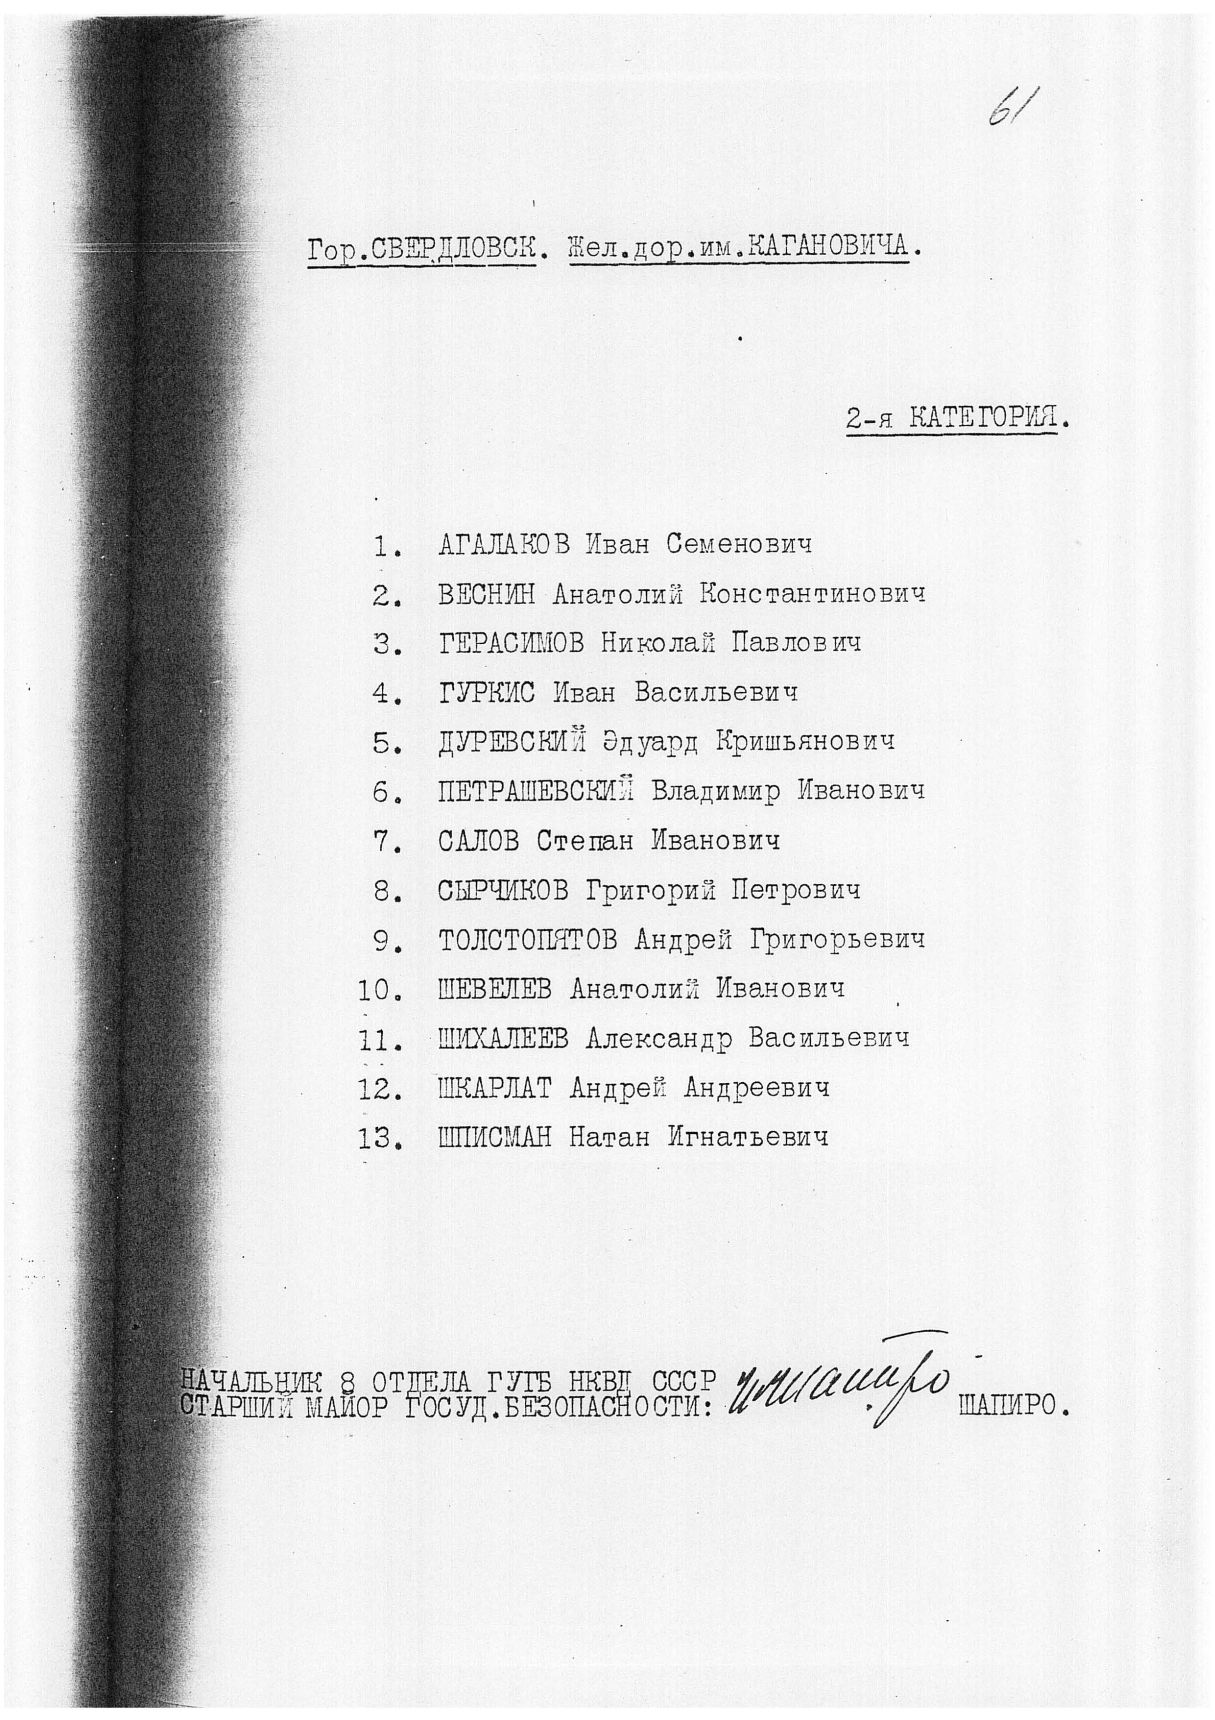 61
Гор.СВЕРДЛОВСК. Жел.дор.им.КАГАНОВИЧА.
2-я КАТЕГОРИЯ.
1. АГАЛАКОВ Иван Семенович
2. ВЕСНИН Анатолий Константинович
3. ГЕРАСИМОВ Николай Павлович
4. ГУРКИС Иван Васильевич
5. ДУРЕВСКИЙ Эдуард Кришьянович
6. ПЕТРАШЕВСКИЙ Владимир Иванович
7. САЛОВ Степан Иванович
8. СЫРЧИКОВ Григорий Петрович
9. ТОЛСТОПЯТОВ Андрей Григорьевич
10. ШЕВЕЛЕВ Анатолий Иванович
11. ШИХАЛЕЕВ Александр Васильевич
12. ШКАРЛАТ Андрей Андреевич
13. ШПИСМАН Натан Игнатьевич
НАЧАЛЬНИК 8 ОТДЕЛА ГУГБ НКВД СССР
СТАРШИЙ МАЙОР ГОСУД.БЕЗОПАСНОСТИ: Шапиро ШАПИРО.